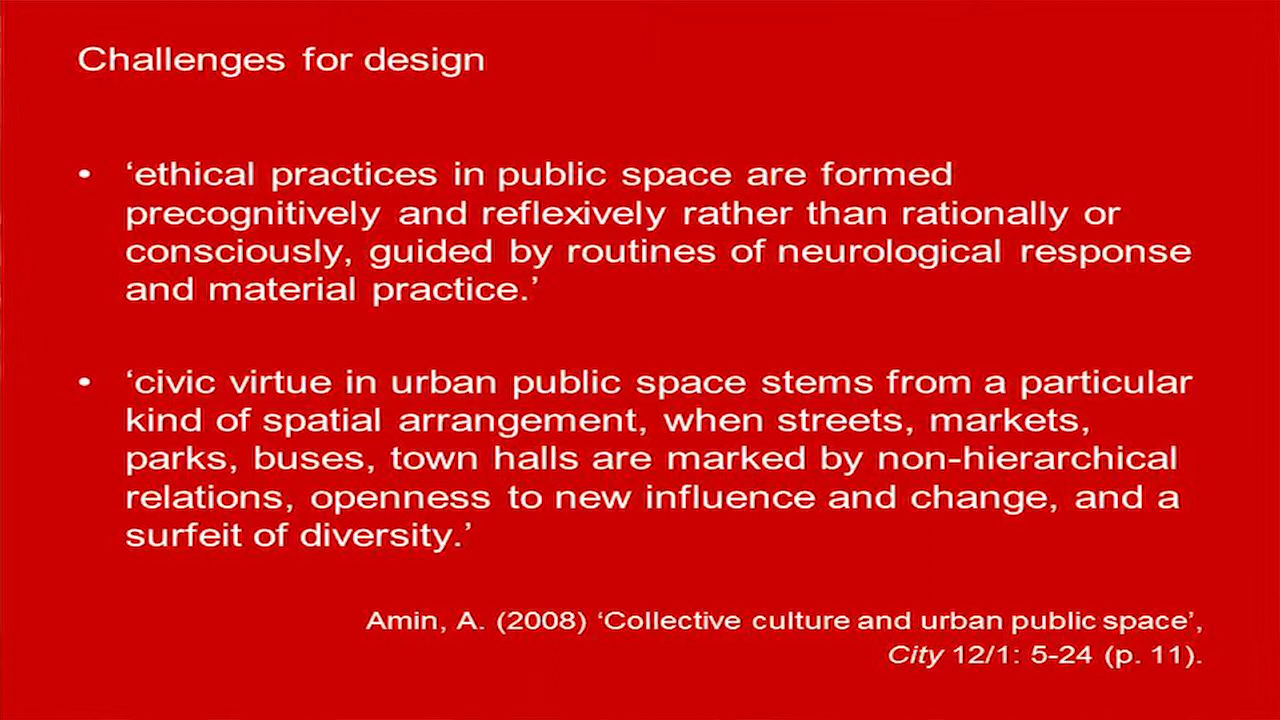 Challenges for design
• ‘ethical practices in public space are formed
precognitively and reflexively rather than rationally or
consciously, guided by routines of neurological response
and material practice.’
• ‘civic virtue in urban public space stems from a particular
kind of spatial arrangement, when streets, markets,
parks, buses, town halls are marked by non-hierarchical
relations, openness to new influence and change, and a
surfeit of diversity.’
Amin, A. (2008) ‘Collective culture and urban public space’,
City 12/1: 5-24 (p. 11).